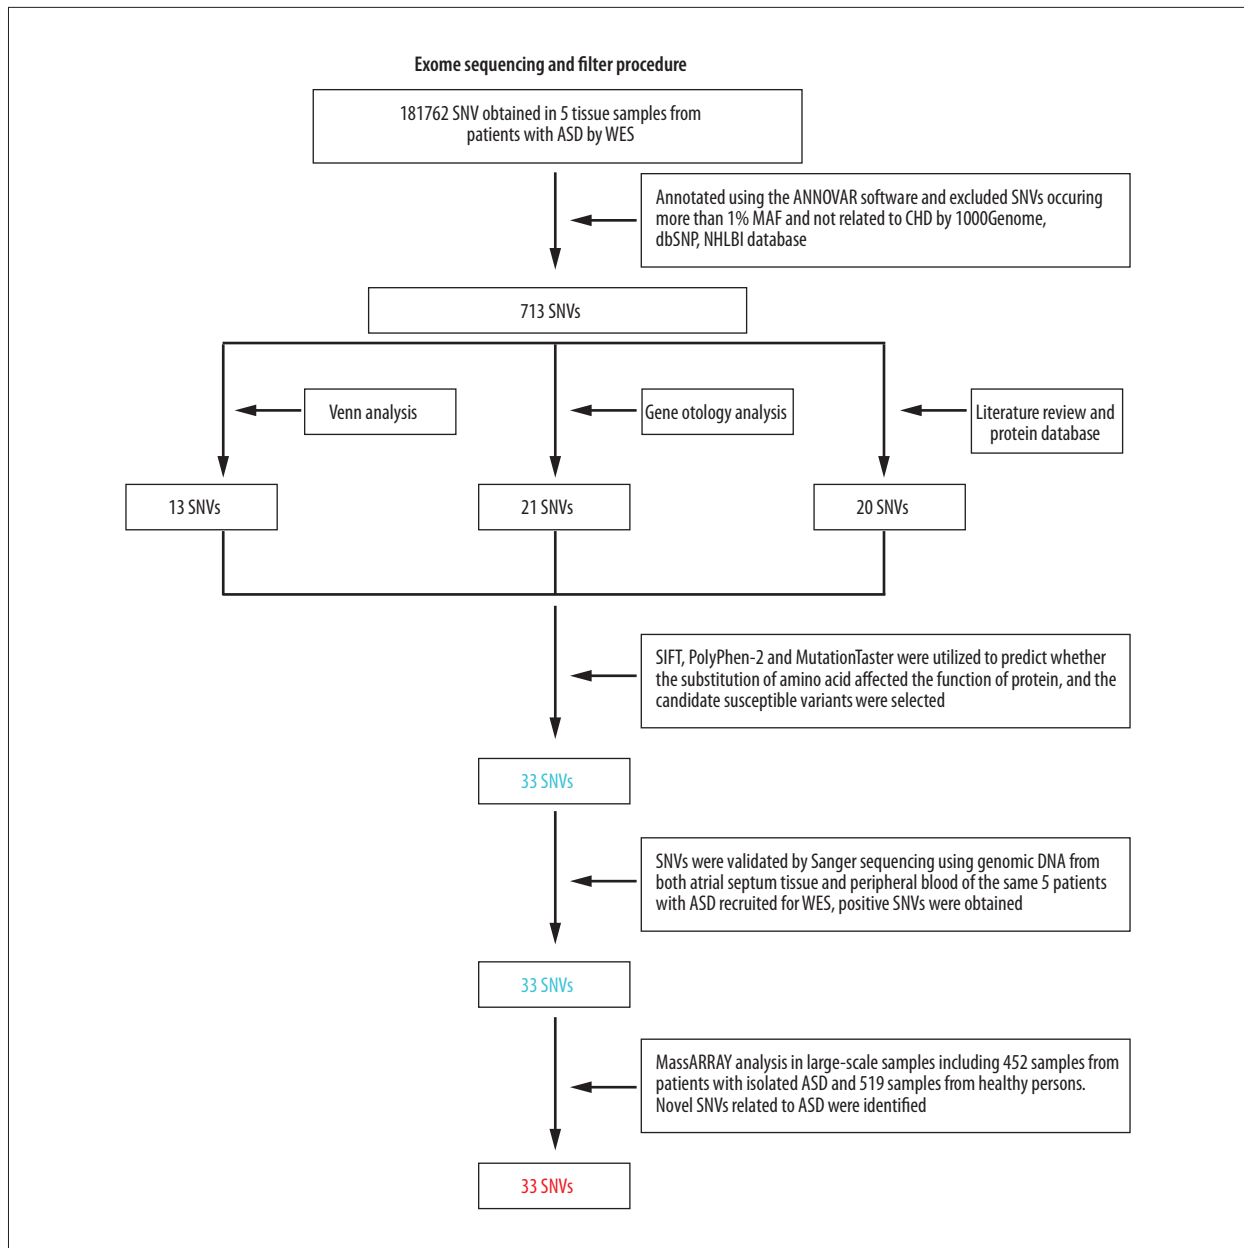 Exome sequencing and filter procedure
181762 SNV obtained in 5 tissue samples from
patients with ASD by WES
Annotated using the ANNOVAR software and excluded SNVs occuring
more than 1% MAF and not related to CHD by 1000Genome,
dbSNP, NHLBI database
713 SNVs
Venn analysis
Gene otology analysis
Literature review and
protein database
13 SNVs
21 SNVs
20 SNVs
SIFT, PolyPhen-2 and MutationTaster were utilized to predict whether
the substitution of amino acid affected the function of protein, and the
candidate susceptible variants were selected
33 SNVs
SNVs were validated by Sanger sequencing using genomic DNA from
both atrial septum tissue and peripheral blood of the same 5 patients
with ASD recruited for WES, positive SNVs were obtained
33 SNVs
MassARRAY analysis in large-scale samples including 452 samples from
patients with isolated ASD and 519 samples from healthy persons.
Novel SNVs related to ASD were identified
33 SNVs